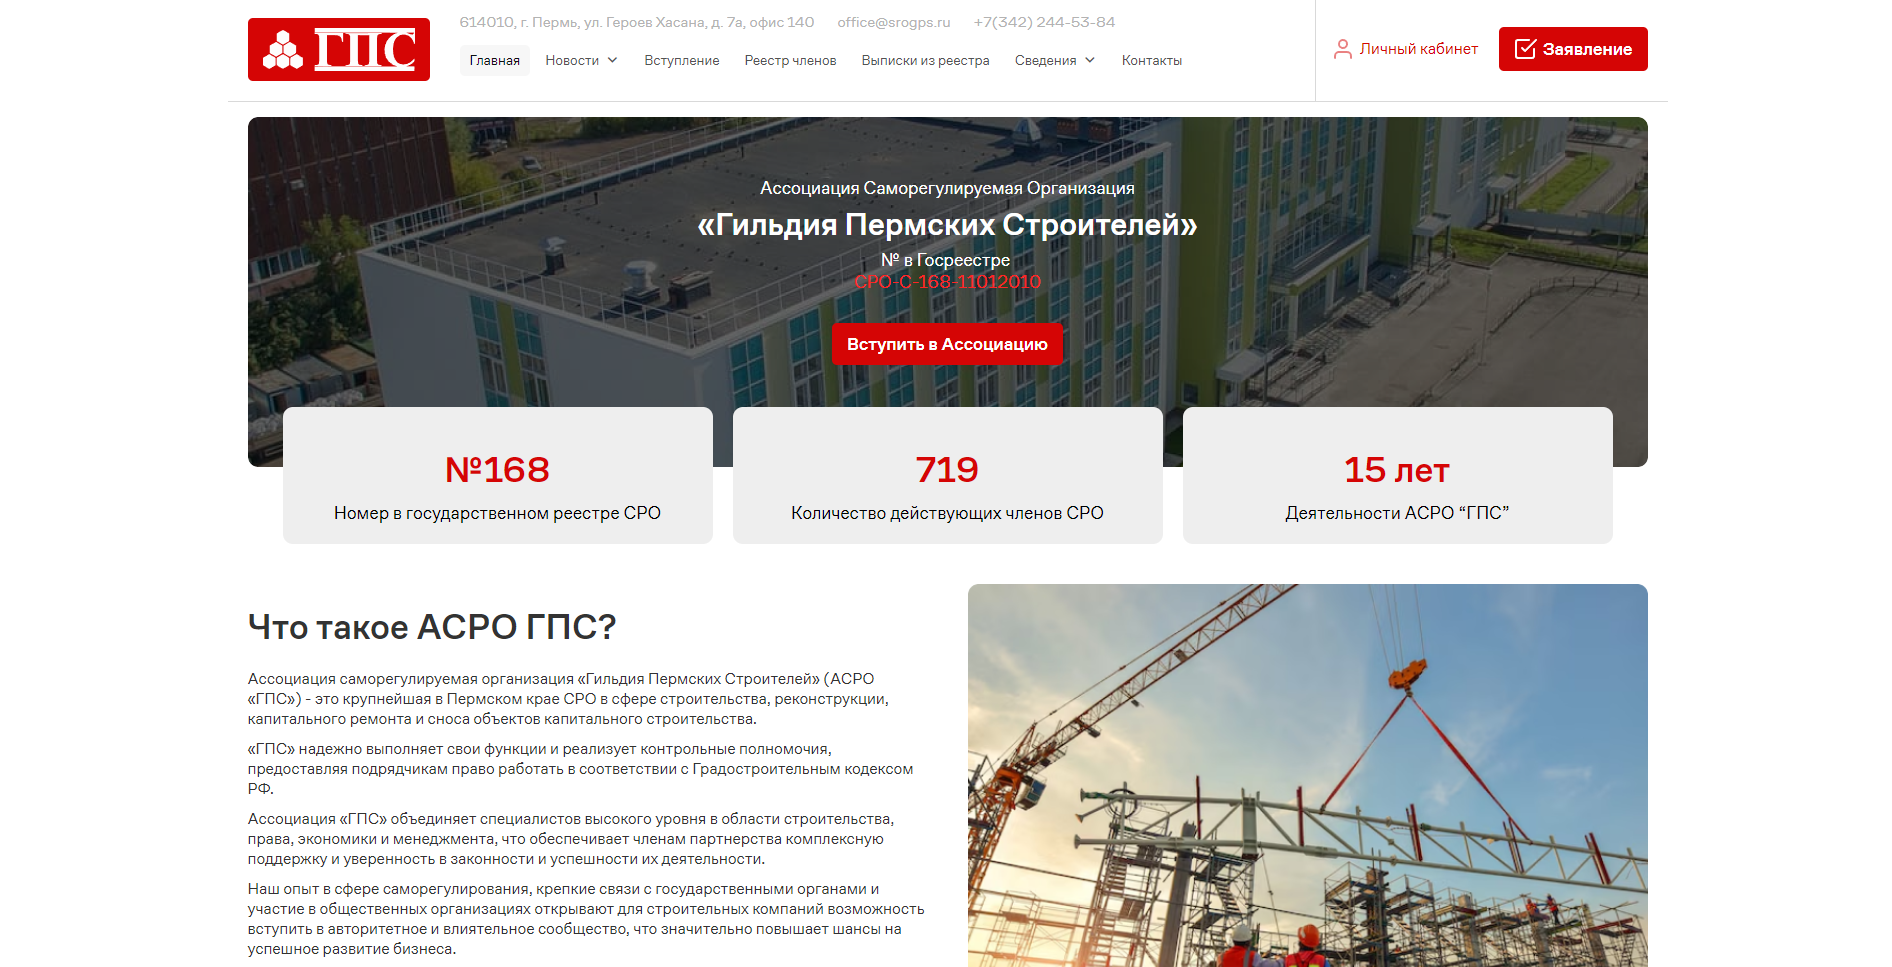 ГПС
614010, г. Пермь, ул. Героев Хасана, д. 7а, офис 140 office@srogps.ru +7(342) 244-53-84
Главная Новости Вступление Реестр членов Выписки из реестра Сведения Контакты
Личный кабинет
Заявление
Ассоциация Саморегулируемая Организация
«Гильдия Пермских Строителей»
№ в Госреестре
СРО-С-168-11012010
Вступить в Ассоциацию
№168
Номер в государственном реестре СРО
719
Количество действующих членов СРО
15 лет
Деятельности АСРО “ГПС”
Что такое АСРО ГПС?
Ассоциация саморегулируемая организация «Гильдия Пермских Строителей» (АСРО
«ГПС») - это крупнейшая в Пермском крае СРО в сфере строительства, реконструкции,
капитального ремонта и сноса объектов капитального строительства.
«ГПС» надежно выполняет свои функции и реализует контрольные полномочия,
предоставляя подрядчикам право работать в соответствии с Градостроительным кодексом
РФ.
Ассоциация «ГПС» объединяет специалистов высокого уровня в области строительства,
права, экономики и менеджмента, что обеспечивает членам партнерства комплексную
поддержку и уверенность в законности и успешности их деятельности.
Наш опыт в сфере саморегулирования, крепкие связи с государственными органами и
участие в общественных организациях открывают для строительных компаний возможность
вступить в авторитетное и влиятельное сообщество, что значительно повышает шансы на
успешное развитие бизнеса.